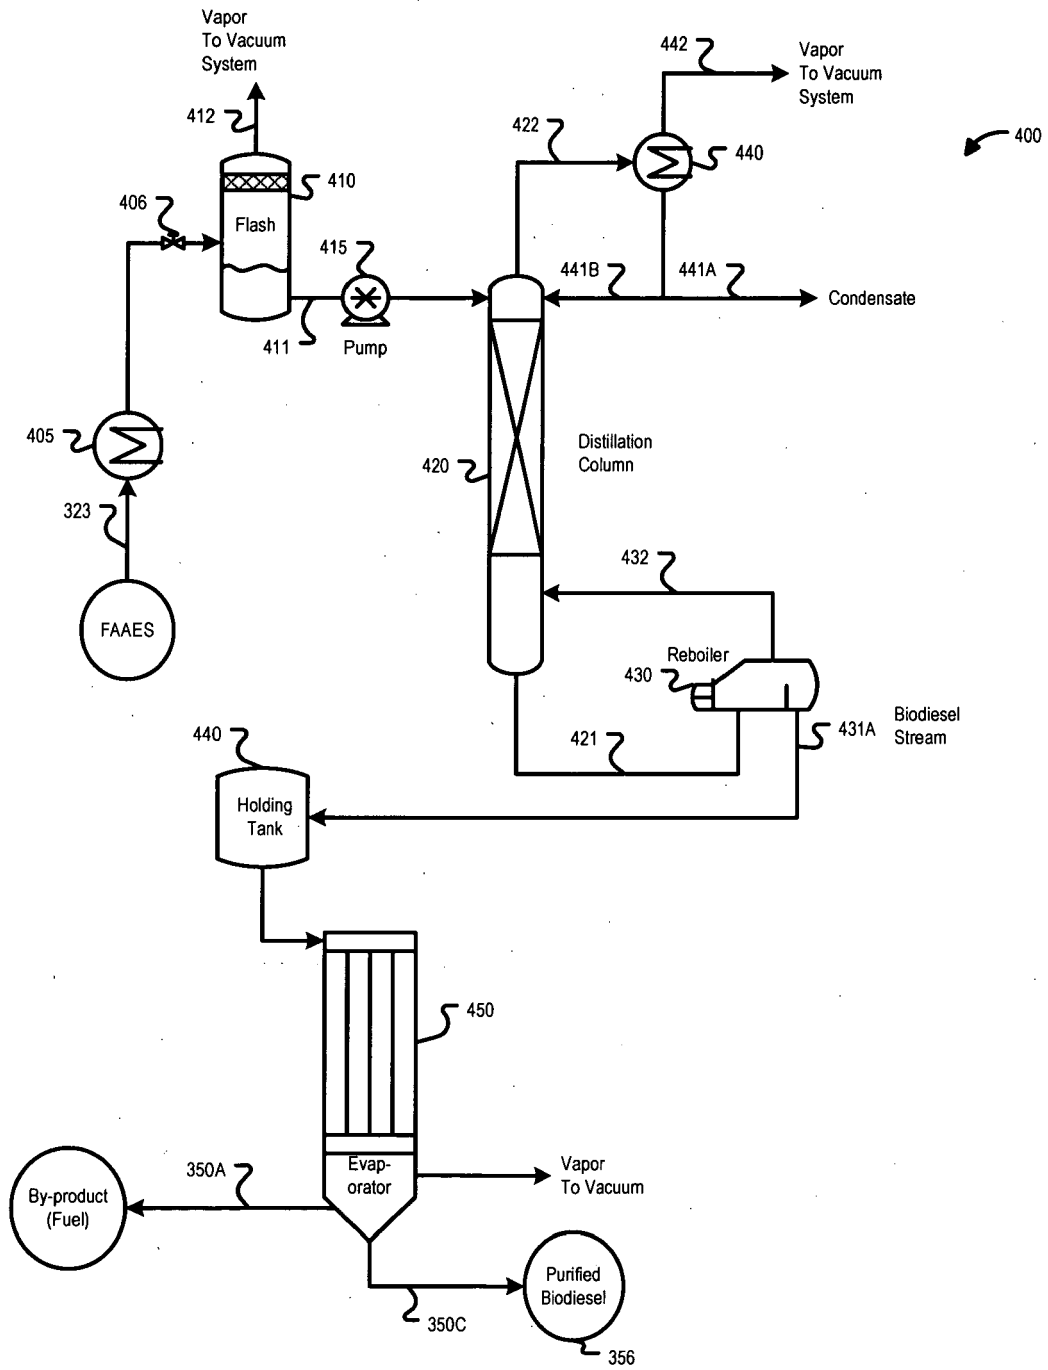 Vapor
To Vacuum
System
442
Vapor
To Vacuum
System
412
422
440
400
410
406
Flash
415
441B
441A
Condensate
411
Pump
405
420
Distillation
Column
323
432
FAAES
Reboiler
430
431A
Biodiesel
Stream
421
440
Holding
Tank
450
350A
Evap-
orator
Vapor
To Vacuum
By-product
(Fuel)
Purified
Biodiesel
350C
356